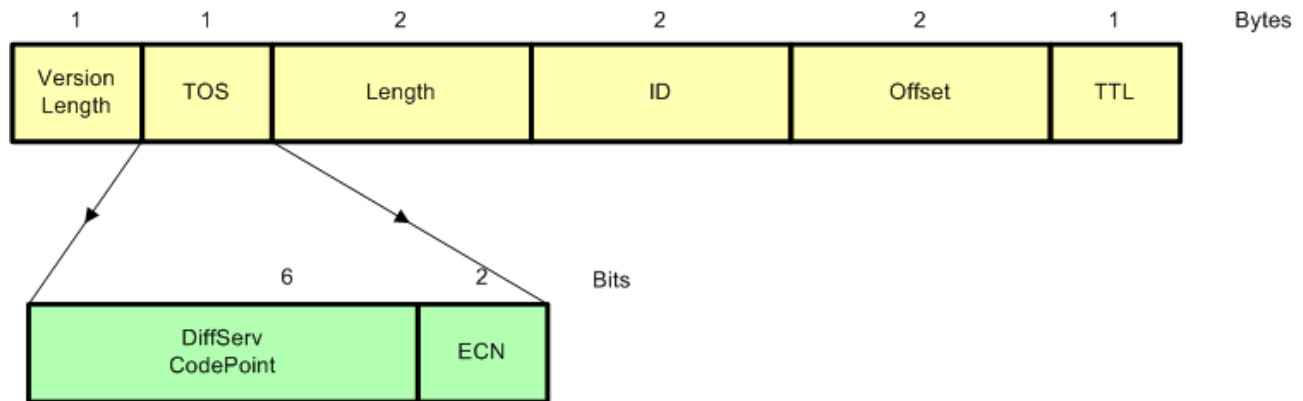 1 1 2 2 2 1 Bytes
Version
Length
TOS
Length
ID
Offset
TTL
6 2 Bits
DiffServ
CodePoint
ECN